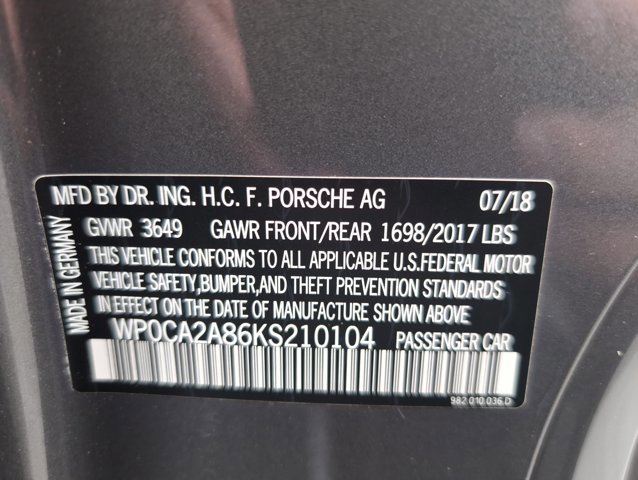 MFD BY DR. ING. H.C. F. PORSCHE AG 07/18
GVWR 3649 GAWR FRONT/REAR 1698/2017 LBS
THIS VEHICLE CONFORMS TO ALL APPLICABLE U.S.FEDERAL MOTOR
VEHICLE SAFETY,BUMPER,AND THEFT PREVENTION STANDARDS
IN EFFECT ON THE DATE OF MANUFACTURE SHOWN ABOVE
WP0CA2A86KS210104 PASSENGER CAR
982.010.036.D
MADE IN GERMANY